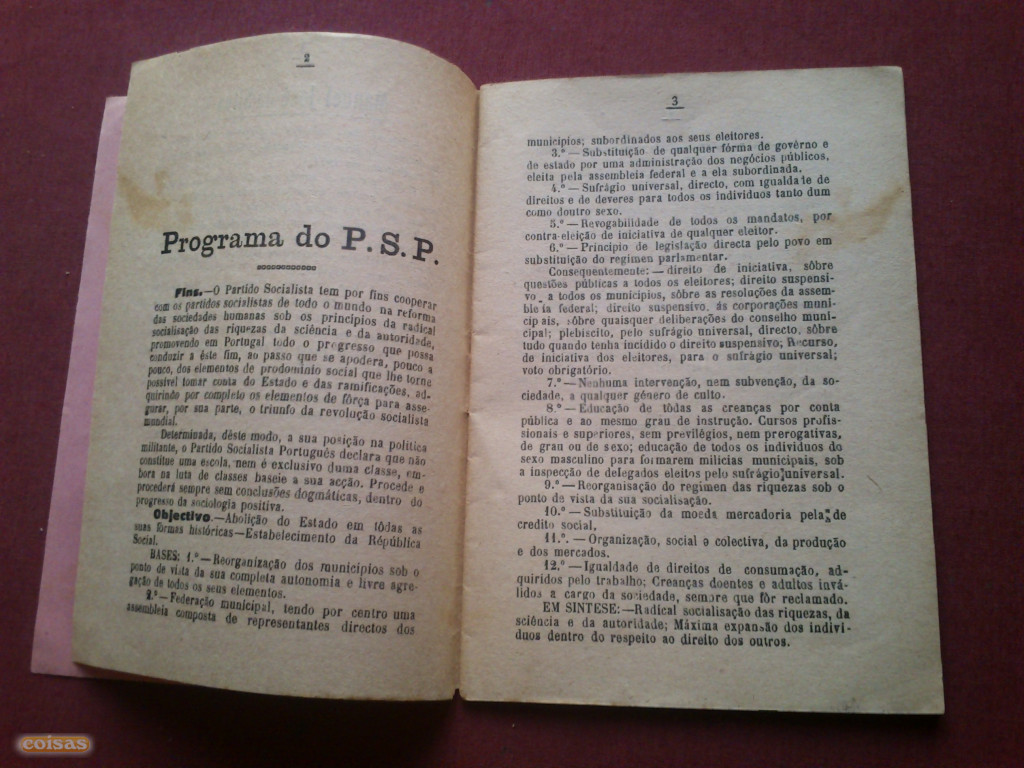 2
Programa do P. S. P.
Fins.—O Partido Socialista tem por fins cooperar
com os partidos socialistas de todo o mundo na reforma
das sociedades humanas sob os princípios da radical
socialisação das riquezas da sciência e da autoridade,
promovendo em Portugal todo o progresso que possa
conduzir a êste fim, ao passo que se apodera, pouco a
pouco, dos elementos de predomínio social que lhe torne
possível tomar conta do Estado e das ramificações, ad-
quirindo por completo os elementos de fôrça para asse-
gurar, por sua parte, o triunfo da revolução socialista
mundial.
Determinada, dêste modo, a sua posição na política
militante, o Partido Socialista Português declara que não
constitue uma escola, nem é exclusivo duma classe, em-
bora na luta de classes baseie a sua acção. Procede e
procederá sempre sem conclusões dogmáticas, dentro do
progresso da sociologia positiva.
Objectivo.—Abolição do Estado em tôdas as
suas fórmas históricas—Estabelecimento da Républica
Social.
BASES: 1.º—Reorganização dos municípios sob o
ponto de vista da sua completa autonomia e livre agre-
gação de todos os seus elementos.
2.º—Federação municipal, tendo por centro uma
assembleia composta de representantes directos dos
3
municípios; subordinados aos seus eleitores.
3.º—Substituição de qualquer fórma de govêrno e
de estado por uma administração dos negócios públicos,
eleita pela assembleia federal e a ela subordinada.
4.º—Sufrágio universal, directo, com igualdade de
direitos e de deveres para todos os individuos tanto dum
como doutro sexo.
5.º—Revogabilidade de todos os mandatos, por
contra-eleição de iniciativa de qualquer eleitor.
6.º—Principio de legislação directa pelo povo em
substituição do regimen parlamentar.
Consequentemente:—direito de iniciativa, sôbre
questões públicas a todos os eleitores; direito suspensi-
vo a todos os municipios, sôbre as resoluções da assem-
bleia federal; direito suspensivo, ás corporações muni-
cipais, sôbre quaisquer deliberações do conselho muni-
cipal; plebiscito, pelo sufrágio universal, directo, sôbre
tudo quando tenha incidido o direito suspensivo; Recurso,
de iniciativa dos eleitores, para o sufrágio universal;
voto obrigatório.
7.º—Nenhuma intervenção, nem subvenção, da so-
ciedade, a qualquer género de culto.
8.º—Educação de tôdas as creanças por conta
pública e ao mesmo grau de instrução. Cursos profis-
sionais e superiores, sem previlégios, nem prerogativas,
de grau ou de sexo; educação de todos os individuos do
sexo masculino para formarem milícias municipais, sob
a inspecção de delegados eleitos pelo sufrágio universal.
9.º—Reorganisação do regimen das riquezas sob o
ponto de vista da sua socialisação.
10.º—Substituição da moeda mercadoria pela de
credito social,
11.º.—Organização, social e colectiva, da produção
e dos mercados.
12.º—Igualdade de direitos de consumação, ad-
quiridos pelo trabalho; Creanças doentes e adultos invá-
lidos a cargo da sociedade, sempre que fôr reclamado.
EM SINTESE:—Radical socialisação das riquezas, da
sciência e da autoridade; Máxima expansão dos indivi-
duos dentro do respeito ao direito dos outros.
coisas